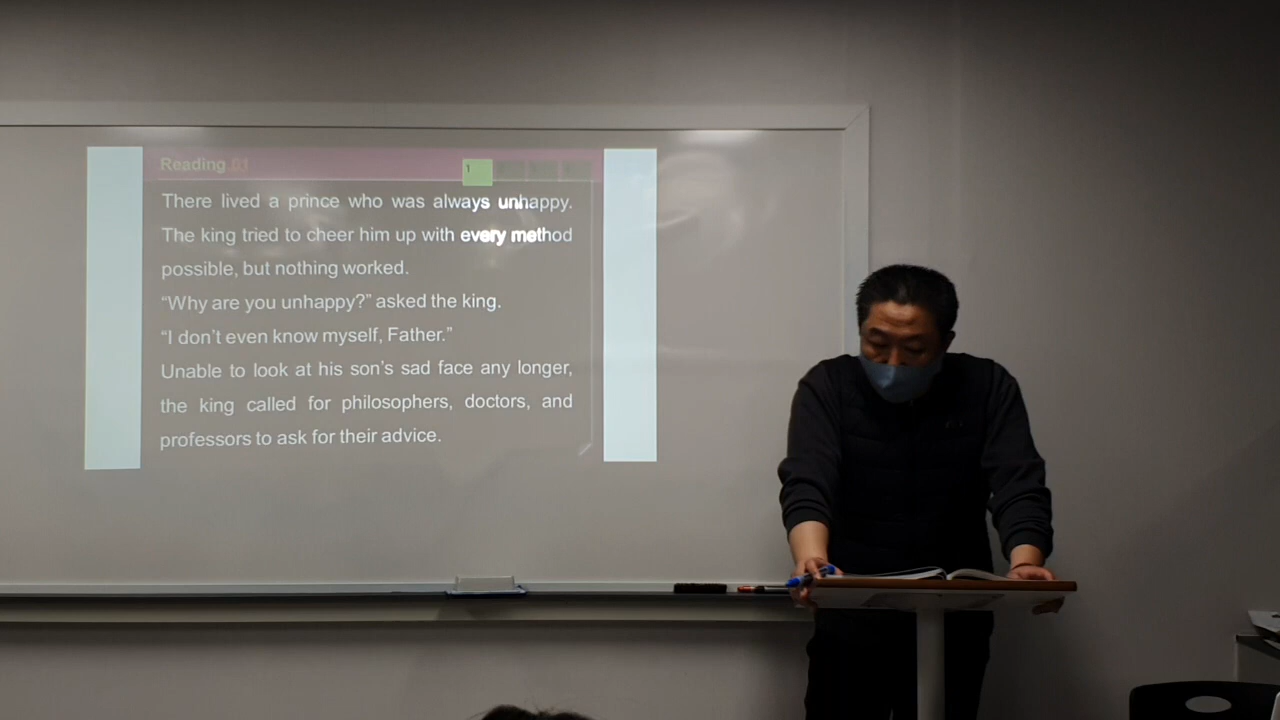 Reading 01
1
There lived a prince who was always unhappy.
The king tried to cheer him up with every method
possible, but nothing worked.
“Why are you unhappy?” asked the king.
“I don’t even know myself, Father.”
Unable to look at his son’s sad face any longer,
the king called for philosophers, doctors, and
professors to ask for their advice.